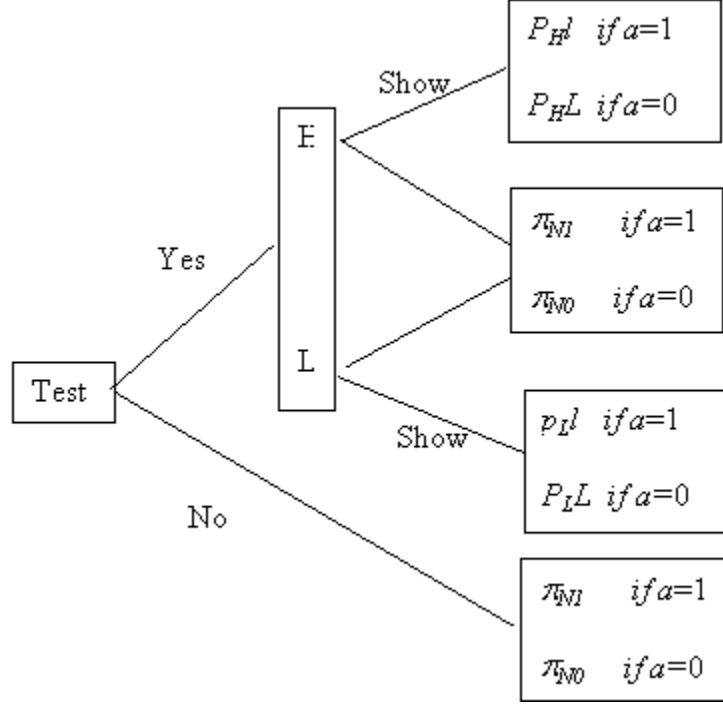 P_H l if a=1
Show
P_H L if a=0
H
π_N1 if a=1
Yes
π_N0 if a=0
L
Test
p_L l if a=1
Show
P_L L if a=0
No
π_N1 if a=1
π_N0 if a=0